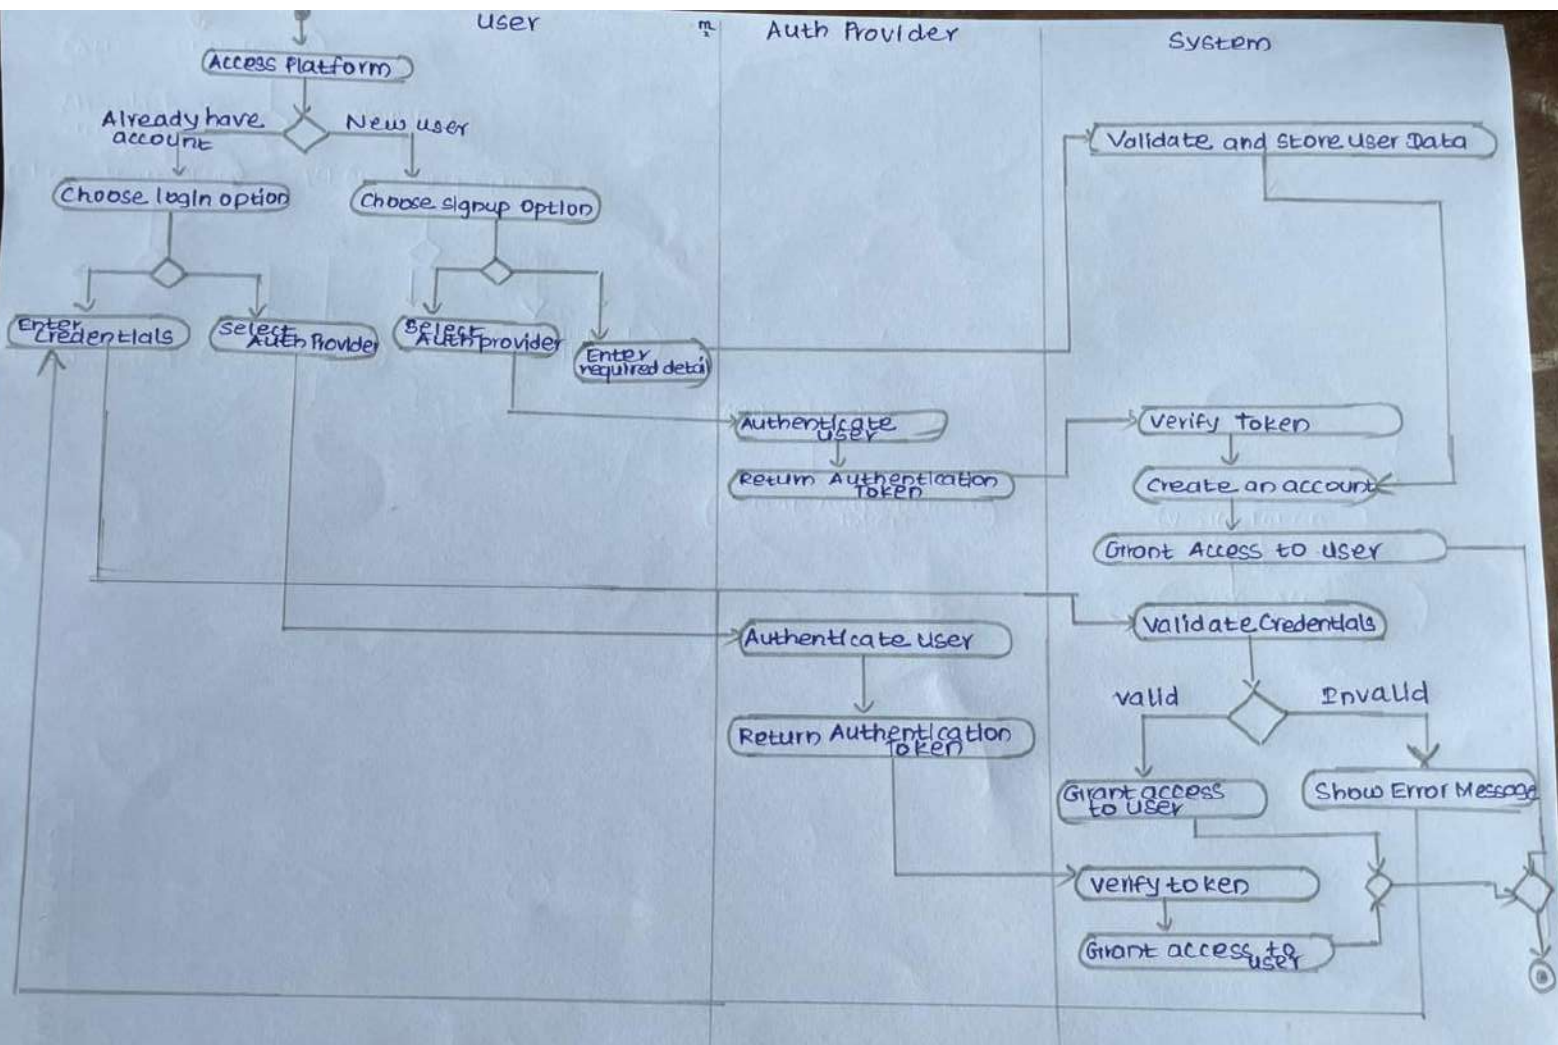 User
Auth Provider
System
Access Platform
Already have
account
New user
Validate and Store User Data
Choose login option
Choose signup option
Enter
Credentials
Select
Auth Provider
Select
Auth provider
Enter
required detail
Authenticate
user
Verify Token
Return Authentication
Token
Create an account
Grant Access to user
Validate Credentials
Authenticate user
valid
Invalid
Return Authentication
Token
Grant access
to user
Show Error Message
verify token
Grant access to
user